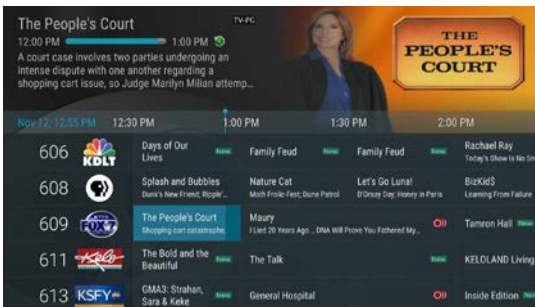 The People's Court
TV-PG
12:00 PM 1:00 PM
A court case involves two parties undergoing an
intense dispute with one another regarding a
shopping cart issue, so Judge Marilyn Milian attemp...
THE
PEOPLE'S
COURT
Nov 12, 12:55 PM 12:30 PM 1:00 PM 1:30 PM 2:00 PM
606 KDLT Days of Our Lives New Family Feud New Family Feud New Rachael Ray
Today's Show Is No Sn
608 Splash and Bubbles Nature Cat Let's Go Luna! BizKid$
Dunk's New Friend; Ripple'... Moth Frolic Fest; Dune Patrol D'Orsay Day; Honey in Paris Learning From Failure
609 FOX 7 The People's Court Maury Tamron Hall New
Shopping cart catastrophe. I Lied 20 Years Ago... DNA Will Prove You Fathered My...
611 Kelo The Bold and the Beautiful New The Talk KELOLAND Living
613 KSFY GMA3: Strahan, Sara & Keke New General Hospital Inside Edition New